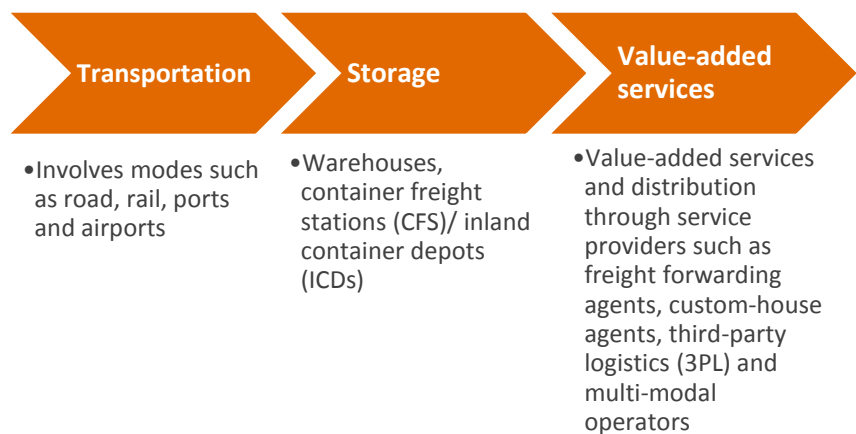 Transportation
Storage
Value-added
services
•Involves modes such
as road, rail, ports
and airports
•Warehouses,
container freight
stations (CFS)/ inland
container depots
(ICDs)
•Value-added services
and distribution
through service
providers such as
freight forwarding
agents, custom-house
agents, third-party
logistics (3PL) and
multi-modal
operators